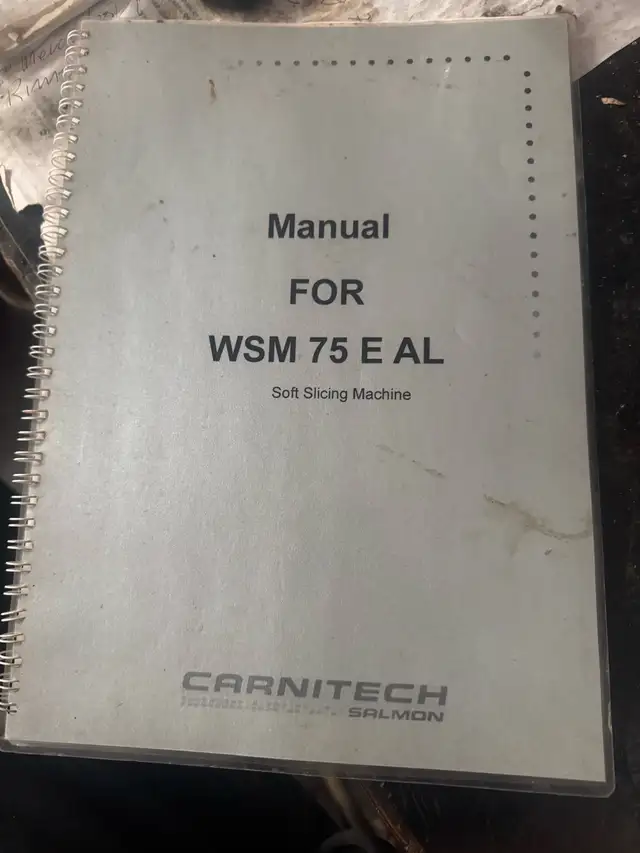 Manual
FOR
WSM 75 E AL
Soft Slicing Machine
CARNITECH
SALMON